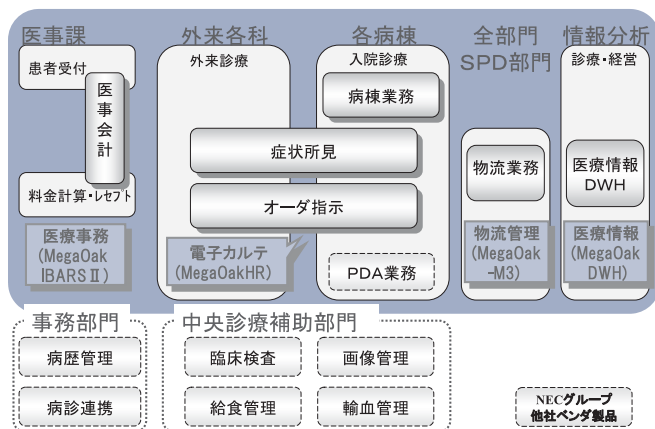 医事課
外来各科
各病棟
全部門
SPD部門
情報分析
患者受付
外来診療
入院診療
診療・経営
医事会計
病棟業務
症状所見
物流業務
医療情報
DWH
オーダ指示
料金計算・レセプト
医療事務
(MegaOak
IBARSⅡ)
電子カルテ
(MegaOakHR)
PDA業務
物流管理
(MegaOak
-M3)
医療情報
(MegaOak
DWH)
事務部門
中央診療補助部門
病歴管理
臨床検査
画像管理
病診連携
給食管理
輸血管理
NECグループ
他社ベンダ製品